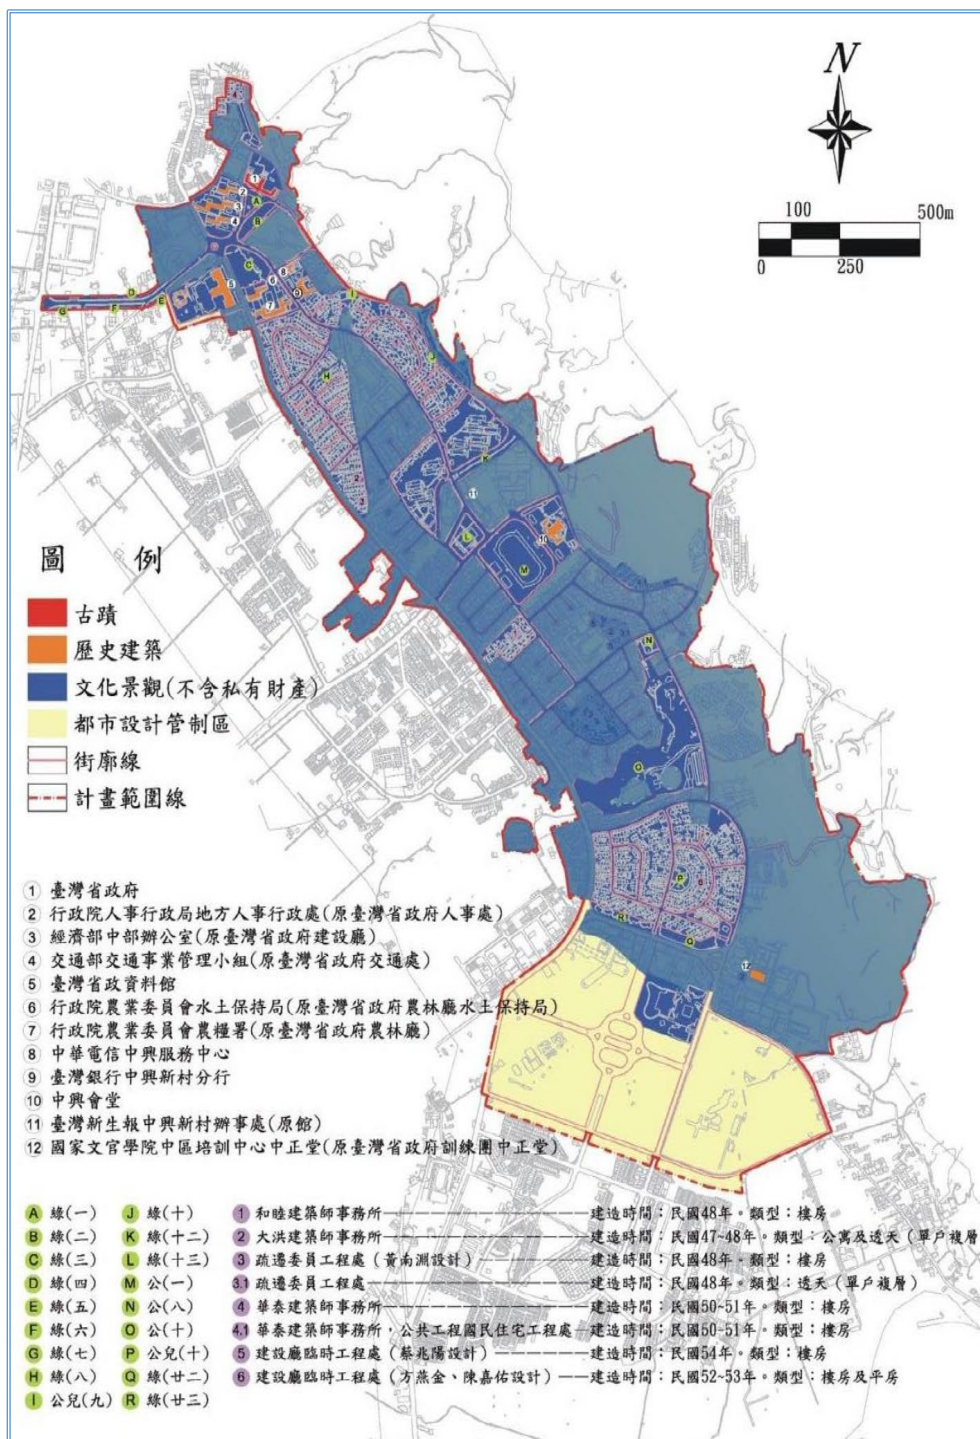 N
100 500m
0 250
圖 例
古蹟
歷史建築
文化景觀(不含私有財產)
都市設計管制區
街廓線
計畫範圍線
① 臺灣省政府
② 行政院人事行政局地方人事行政處(原臺灣省政府人事處)
③ 經濟部中部辦公室(原臺灣省政府建設廳)
④ 交通部交通事業管理小組(原臺灣省政府交通處)
⑤ 臺灣省政資料館
⑥ 行政院農業委員會水土保持局(原臺灣省政府農林廳水土保持局)
⑦ 行政院農業委員會農糧署(原臺灣省政府農林廳)
⑧ 中華電信中興服務中心
⑨ 臺灣銀行中興新村分行
⑩ 中興會堂
⑪ 臺灣新生報中興新村辦事處(原館)
⑫ 國家文官學院中區培訓中心中正堂(原臺灣省政府訓練團中正堂)
A 綠(一) J 綠(十) 1 和睦建築師事務所 建造時間：民國48年。類型：樓房
B 綠(二) K 綠(十二) 2 大洪建築師事務所 建造時間：民國47~48年。類型：公寓及透天(單戶複層
C 綠(三) L 綠(十三) 3 疏遷委員工程處(黃南淵設計) 建造時間：民國48年。類型：樓房
D 綠(四) M 公(一) 3.1 疏遷委員工程處 建造時間：民國48年。類型：透天(單戶複層)
E 綠(五) N 公(八) 4 華泰建築師事務所 建造時間：民國50~51年。類型：樓房
F 綠(六) O 公(十) 4.1 華泰建築師事務所，公共工程國民住宅工程處 建造時間：民國50~51年。類型：樓房
G 綠(七) P 公兒(十) 5 建設廳臨時工程處(蔡兆陽設計) 建造時間：民國54年。類型：樓房
H 綠(八) Q 綠(廿二) 6 建設廳臨時工程處(方燕金、陳嘉佑設計) 建造時間：民國52~53年。類型：樓房及平房
I 公兒(九) R 綠(廿三)